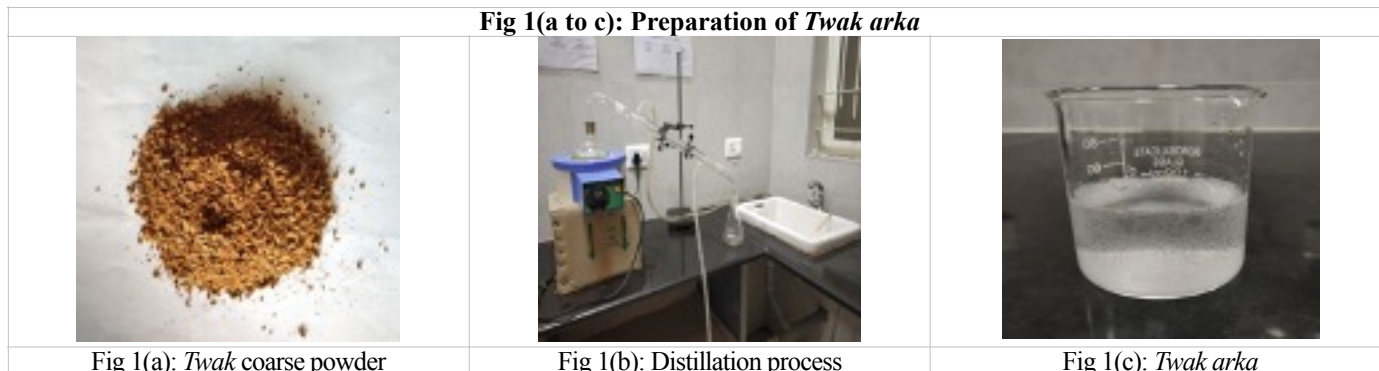 Fig 1(a to c): Preparation of Twak arka
Fig 1(a): Twak coarse powder
Fig 1(b): Distillation process
Fig 1(c): Twak arka